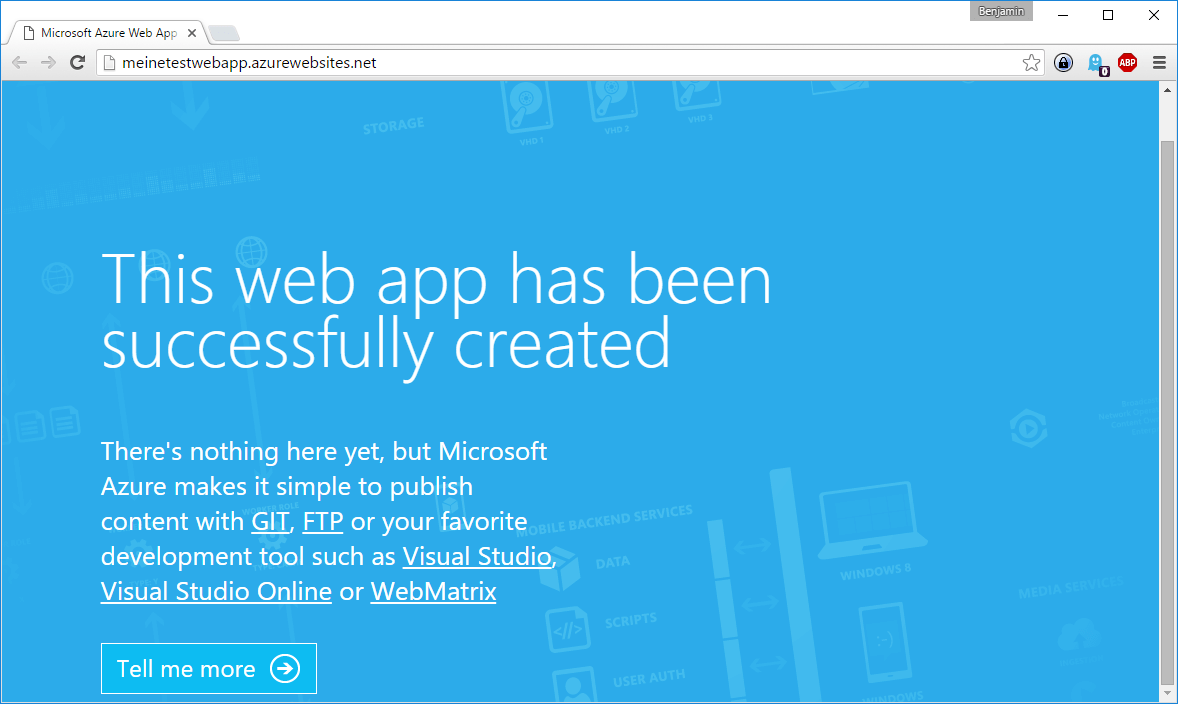 Benjamin
Microsoft Azure Web App
meinetestwebapp.azurewebsites.net
0
ABP
STORAGE
VHD 1
VHD 2
VHD 3
This web app has been
successfully created
There's nothing here yet, but Microsoft
Azure makes it simple to publish
content with GIT, FTP or your favorite
development tool such as Visual Studio,
Visual Studio Online or WebMatrix
Tell me more
WORKER ROLE
MOBILE BACKEND SERVICES
DATA
SCRIPTS
USER AUTH
WINDOWS 8
WINDOWS
MEDIA SERVICES